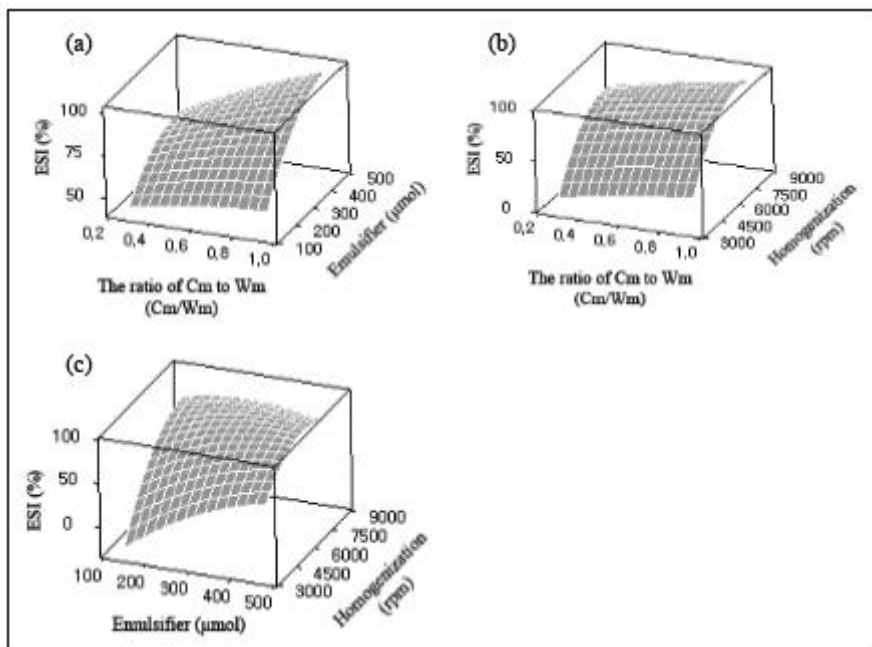 (a)
ESI (%)
100
75
50
0,2
0,4
0,6
0,8
1,0
The ratio of Cm to Wm
(Cm/Wm)
100
200
300
400
500
Emulsifier (µmol)
(b)
ESI (%)
100
50
0
0,2
0,4
0,6
0,8
1,0
The ratio of Cm to Wm
(Cm/Wm)
3000
4500
6000
7500
9000
Homogenization
(rpm)
(c)
ESI (%)
100
50
0
100
200
300
400
500
Emulsifier (µmol)
3000
4500
6000
7500
9000
Homogenization
(rpm)